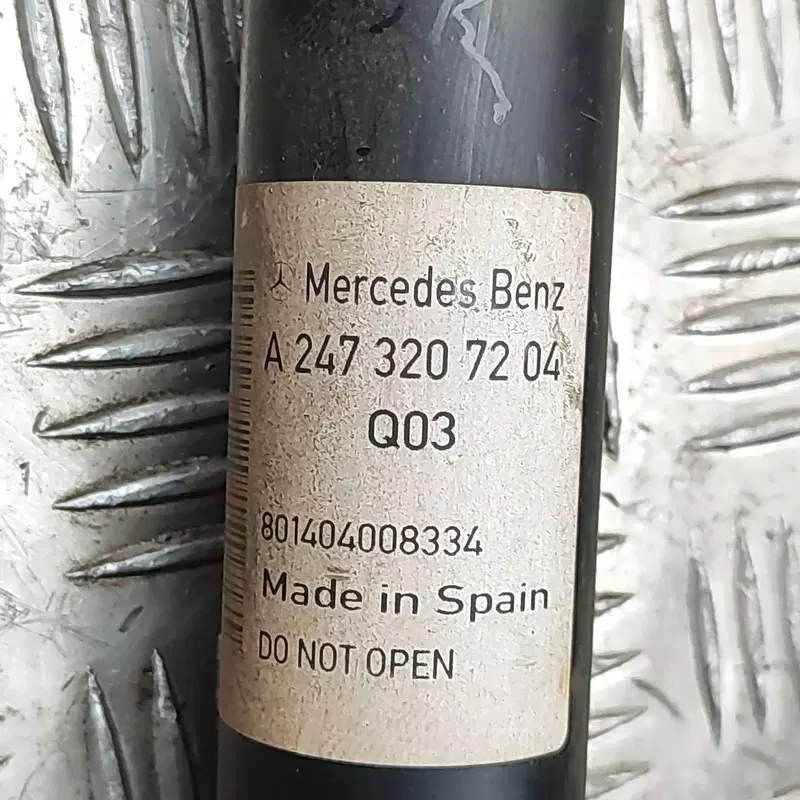 Mercedes Benz
A 247 320 72 04
Q03
801404008334
Made in Spain
DO NOT OPEN